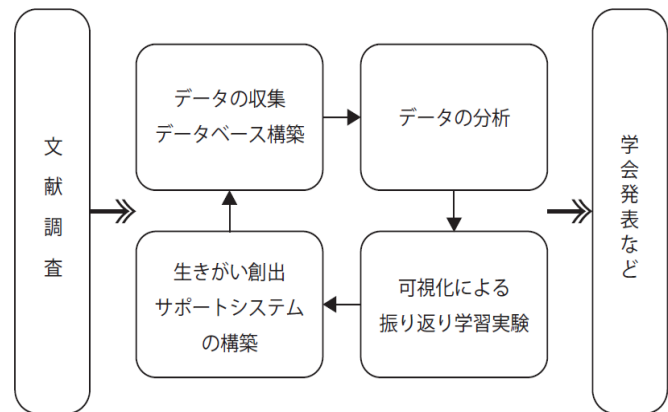 文献調査
データの収集
データベース構築
データの分析
生きがい創出
サポートシステム
の構築
可視化による
振り返り学習実験
学会発表など